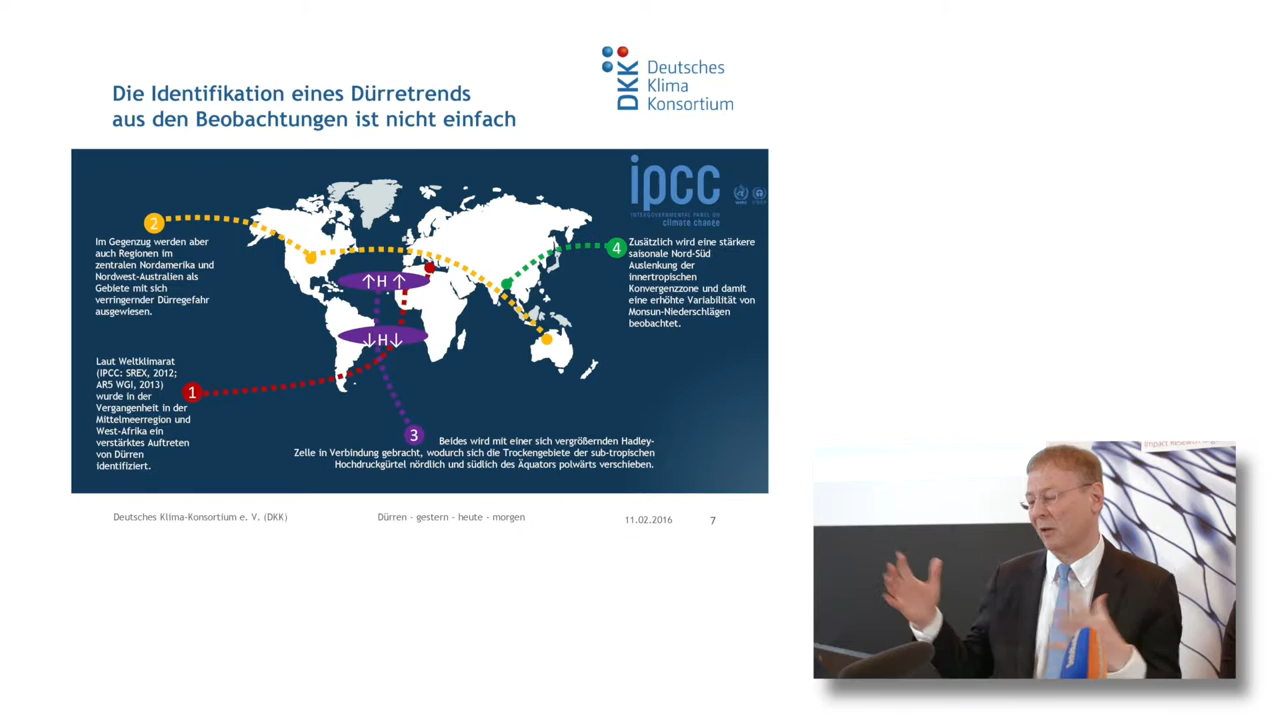 Die Identifikation eines Dürretrends
aus den Beobachtungen ist nicht einfach
DKK
Deutsches
Klima
Konsortium
ipcc
INTERGOVERNMENTAL PANEL ON
climate change
WMO
UNEP
2
Im Gegenzug werden aber
auch Regionen im
zentralen Nordamerika und
Nordwest-Australien als
Gebiete mit sich
verringernder Dürregefahr
ausgewiesen.
↑H ↑
↓H↓
4
Zusätzlich wird eine stärkere
saisonale Nord-Süd
Auslenkung der
innertropischen
Konvergenzzone und damit
eine erhöhte Variabilität von
Monsun-Niederschlägen
beobachtet.
1
Laut Weltklimarat
(IPCC: SREX, 2012;
AR5 WGI, 2013)
wurde in der
Vergangenheit in der
Mittelmeerregion und
West-Afrika ein
verstärktes Auftreten
von Dürren
identifiziert.
3
Beides wird mit einer sich vergrößernden Hadley-
Zelle in Verbindung gebracht, wodurch sich die Trockengebiete der sub-tropischen
Hochdruckgürtel nördlich und südlich des Äquators polwärts verschieben.
Deutsches Klima-Konsortium e. V. (DKK)
Dürren - gestern - heute - morgen
11.02.2016
7